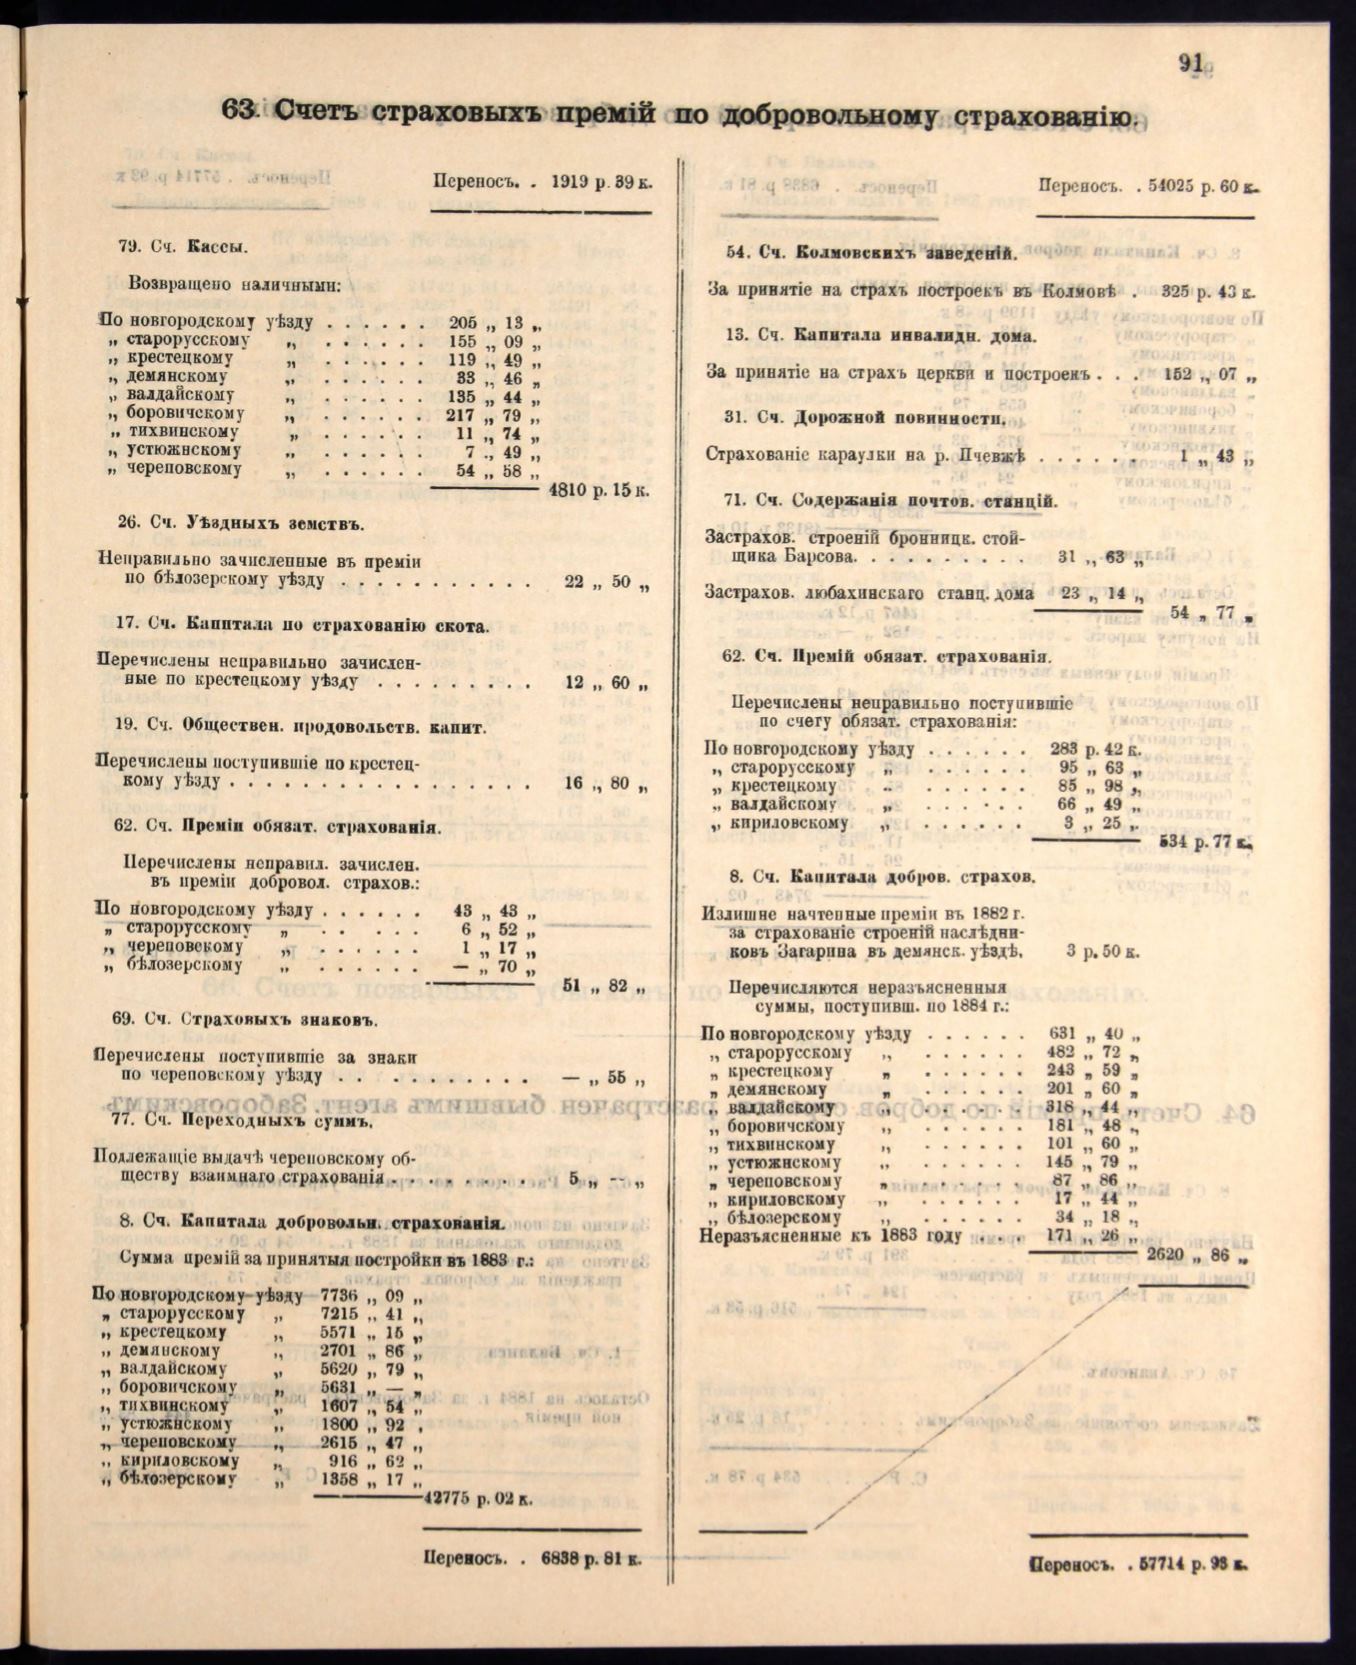 91
63. Счетъ страховыхъ премій по добровольному страхованію.
Переносъ. . 1919 р. 39 к.
79. Сч. Кассы.
Возвращено наличными:
По новгородскому уѣзду . . . . . . 205 „ 13 „
„ старорусскому „ . . . . . . 155 „ 09 „
„ крестецкому „ . . . . . . 119 „ 49 „
„ демянскому „ . . . . . . 33 „ 46 „
„ валдайскому „ . . . . . . 135 „ 44 „
„ боровичскому „ . . . . . . 217 „ 79 „
„ тихвинскому „ . . . . . . 11 „ 74 „
„ устюжнскому „ . . . . . . 7 „ 49 „
„ череповскому „ . . . . . . 54 „ 58 „
4810 р. 15 к.
26. Сч. Уѣздныхъ земствъ.
Неправильно зачисленные въ преміи
по бѣлозерскому уѣзду . . . . . . . . . . . 22 „ 50 „
17. Сч. Капитала по страхованію скота.
Перечислены неправильно зачислен-
ные по крестецкому уѣзду . . . . . . . . . 12 „ 60 „
19. Сч. Обществен. продовольств. капит.
Перечислены поступившіе по крестец-
кому уѣзду . . . . . . . . . . . . . . . . . 16 „ 80 „
62. Сч. Преміи обязат. страхованія.
Перечислены неправил. зачислен.
въ преміи добровол. страхов.:
По новгородскому уѣзду . . . . . . 43 „ 43 „
„ старорусскому „ . . . . . 6 „ 52 „
„ череповскому „ . . . . . . 1 „ 17 „
„ бѣлозерскому „ . . . . . . — „ 70 „
51 „ 82 „
69. Сч. Страховыхъ знаковъ.
Перечислены поступившіе за знаки
по череповскому уѣзду . . . . . . . . . . — „ 55 „
77. Сч. Переходныхъ суммъ.
Подлежащіе выдачѣ череповскому об-
ществу взаимнаго страхованія . . . . . . . . 5 „ — „
8. Сч. Капитала добровольн. страхованія.
Сумма премій за принятыя постройки въ 1883 г.:
По новгородскому уѣзду 7736 „ 09 „
„ старорусскому „ 7215 „ 41 „
„ крестецкому „ 5571 „ 15 „
„ демянскому „ 2701 „ 86 „
„ валдайскому „ 5620 „ 79 „
„ боровичскому „ 5631 „ — „
„ тихвинскому „ 1607 „ 54 „
„ устюжнскому „ 1800 „ 92 „
„ череповскому „ 2615 „ 47 „
„ кириловскому „ 916 „ 62 „
„ бѣлозерскому „ 1358 „ 17 „
42775 р. 02 к.
Переносъ. . 6838 р. 81 к.
Переносъ. . 54025 р. 60 к.
54. Сч. Колмовскихъ заведеній.
За принятіе на страхъ построекъ въ Колмовѣ . 325 р. 43 к.
13. Сч. Капитала инвалидн. дома.
За принятіе на страхъ церкви и построекъ . . . 152 „ 07 „
31. Сч. Дорожной повинности.
Страхованіе караулки на р. Пчевжѣ . . . . . . 1 „ 43 „
71. Сч. Содержанія почтов. станцій.
Застрахов. строеній бронницк. стой-
щика Барсова. . . . . . . . . . 31 „ 63 „
Застрахов. любахинскаго станц. дома 23 „ 14 „
54 „ 77 „
62. Сч. Премій обязат. страхованія.
Перечислены неправильно поступившіе
по счету обязат. страхованія:
По новгородскому уѣзду . . . . . . 283 р. 42 к.
„ старорусскому „ . . . . . . 95 „ 63 „
„ крестецкому „ . . . . . . 85 „ 98 „
„ валдайскому „ . . . . . . 66 „ 49 „
„ кириловскому „ . . . . . . 3 „ 25 „
534 р. 77 к.
8. Сч. Капитала добров. страхов.
Излишне начтенные преміи въ 1882 г.
за страхованіе строеній наслѣдни-
ковъ Загарина въ демянск. уѣздѣ. 3 р. 50 к.
Перечисляются неразъясненныя
суммы, поступивш. по 1884 г.:
По новгородскому уѣзду . . . . . . 631 „ 40 „
„ старорусскому „ . . . . . . 482 „ 72 „
„ крестецкому „ . . . . . . 243 „ 59 „
„ демянскому „ . . . . . . 201 „ 60 „
„ валдайскому „ . . . . . . 318 „ 44 „
„ боровичскому „ . . . . . . 181 „ 48 „
„ тихвинскому „ . . . . . . 101 „ 60 „
„ устюжнскому „ . . . . . . 145 „ 79 „
„ череповскому „ . . . . . . 87 „ 86 „
„ кириловскому „ . . . . . . 17 „ 44 „
„ бѣлозерскому „ . . . . . . 34 „ 18 „
Неразъясненные къ 1883 году . . . 171 „ 26 „
2620 „ 86 „
Переносъ. . 57714 р. 93 к.